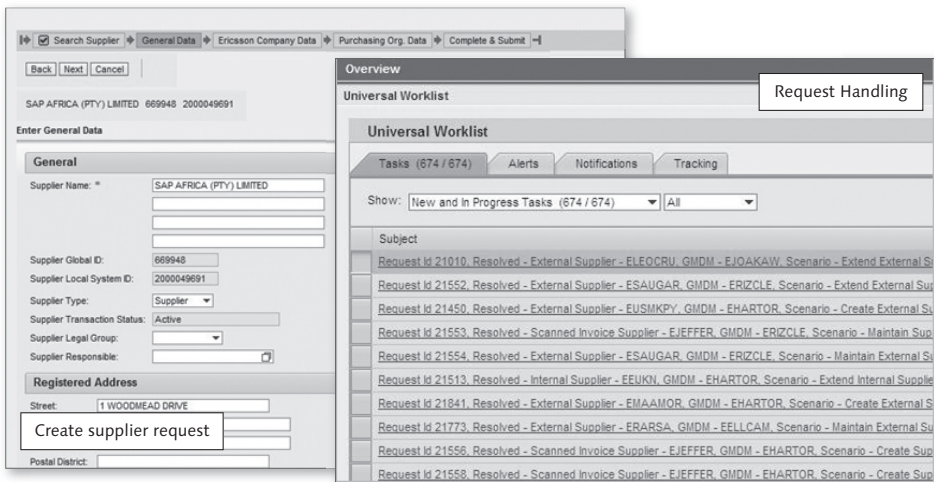 Search Supplier General Data Ericsson Company Data Purchasing Org. Data Complete & Submit
Back Next Cancel
SAP AFRICA (PTY) LIMITED 669948 2000049691
Enter General Data
General
Supplier Name: * SAP AFRICA (PTY) LIMITED
Supplier Global ID: 669948
Supplier Local System ID: 2000049691
Supplier Type: Supplier
Supplier Transaction Status: Active
Supplier Legal Group:
Supplier Responsible:
Registered Address
Street: 1 WOODMEAD DRIVE
Create supplier request
Postal District:
Overview
Universal Worklist
Request Handling
Universal Worklist
Tasks (674 / 674) Alerts Notifications Tracking
Show: New and In Progress Tasks (674 / 674) All
Subject
Request Id 21010, Resolved - External Supplier - ELEOCRU, GMDM - EJOAKAW, Scenario - Extend External
Request Id 21552, Resolved - External Supplier - ESAUGAR, GMDM - ERIZCLE, Scenario - Extend External Sup
Request Id 21450, Resolved - External Supplier - EUSMKPY, GMDM - EHARTOR, Scenario - Create External Su
Request Id 21553, Resolved - Scanned Invoice Supplier - EJEFFER, GMDM - ERIZCLE, Scenario - Maintain Sup
Request Id 21554, Resolved - External Supplier - ESAUGAR, GMDM - ERIZCLE, Scenario - Maintain External Su
Request Id 21513, Resolved - Internal Supplier - EEUKN, GMDM - EHARTOR, Scenario - Extend Internal Supplie
Request Id 21841, Resolved - External Supplier - EMAAMOR, GMDM - EHARTOR, Scenario - Create External S
Request Id 21773, Resolved - External Supplier - ERARSA, GMDM - EELLCAM, Scenario - Maintain External Su
Request Id 21556, Resolved - Scanned Invoice Supplier - EJEFFER, GMDM - EHARTOR, Scenario - Create Sup
Request Id 21558, Resolved - Scanned Invoice Supplier - EJEFFER, GMDM - EHARTOR, Scenario - Create Sup